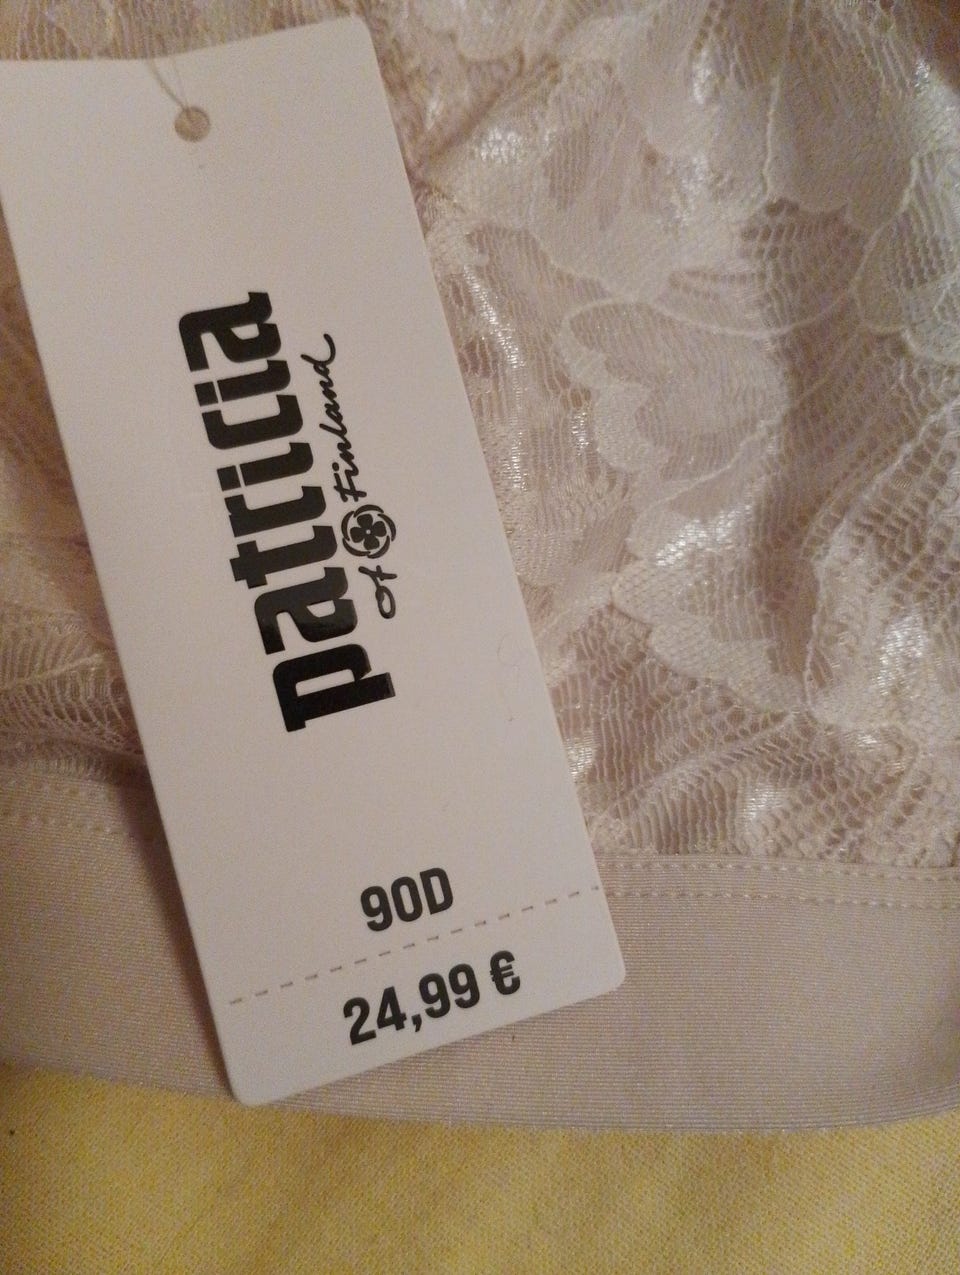 patricia
of Finland
90D
24,99 €